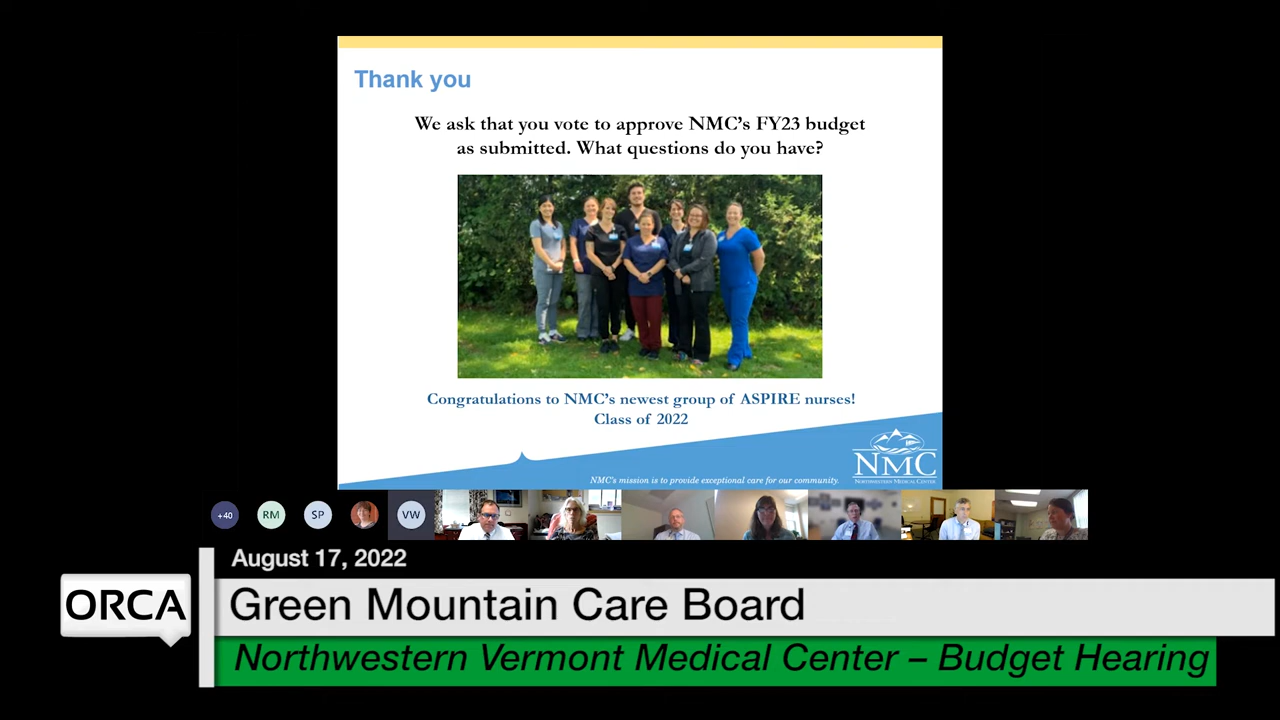 Thank you
We ask that you vote to approve NMC's FY23 budget
as submitted. What questions do you have?
Congratulations to NMC's newest group of ASPIRE nurses!
Class of 2022
NMC
NORTHWESTERN MEDICAL CENTER
NMC's mission is to provide exceptional care for our community.
+40 RM SP VW
August 17, 2022
ORCA
Green Mountain Care Board
Northwestern Vermont Medical Center – Budget Hearing